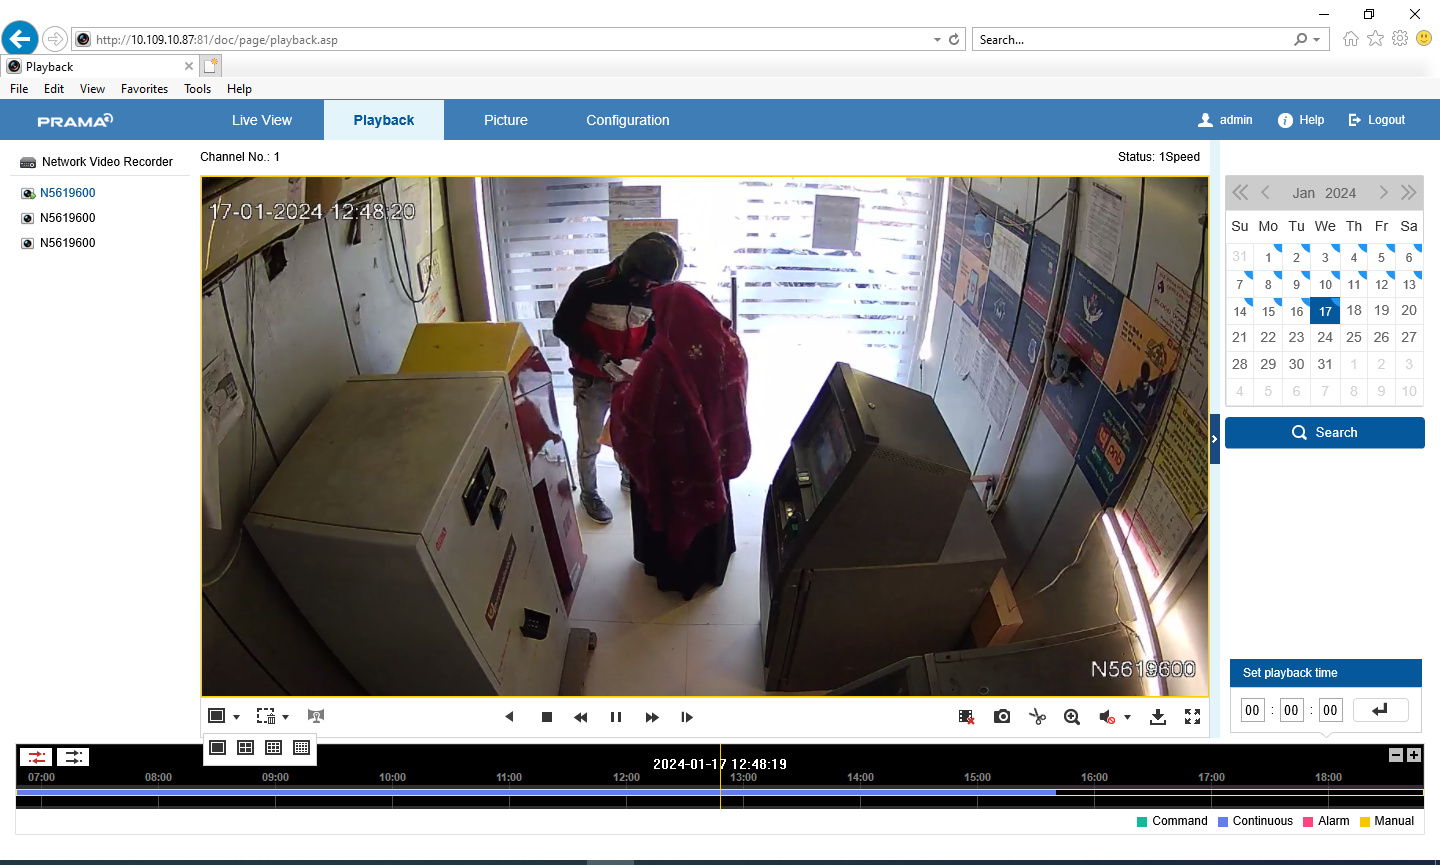 http://10.109.10.87:81/doc/page/playback.asp
Search...
Playback
File Edit View Favorites Tools Help
PRAMA
Live View Playback Picture Configuration
admin Help Logout
Network Video Recorder
N5619600
N5619600
N5619600
Channel No.: 1
Status: 1Speed
17-01-2024 12:48:20
pnb
N5619600
Jan 2024
Su Mo Tu We Th Fr Sa
31 1 2 3 4 5 6
7 8 9 10 11 12 13
14 15 16 17 18 19 20
21 22 23 24 25 26 27
28 29 30 31 1 2 3
4 5 6 7 8 9 10
Search
Set playback time
00 : 00 : 00
2024-01-17 12:48:19
07:00 08:00 09:00 10:00 11:00 12:00 13:00 14:00 15:00 16:00 17:00 18:00
Command Continuous Alarm Manual